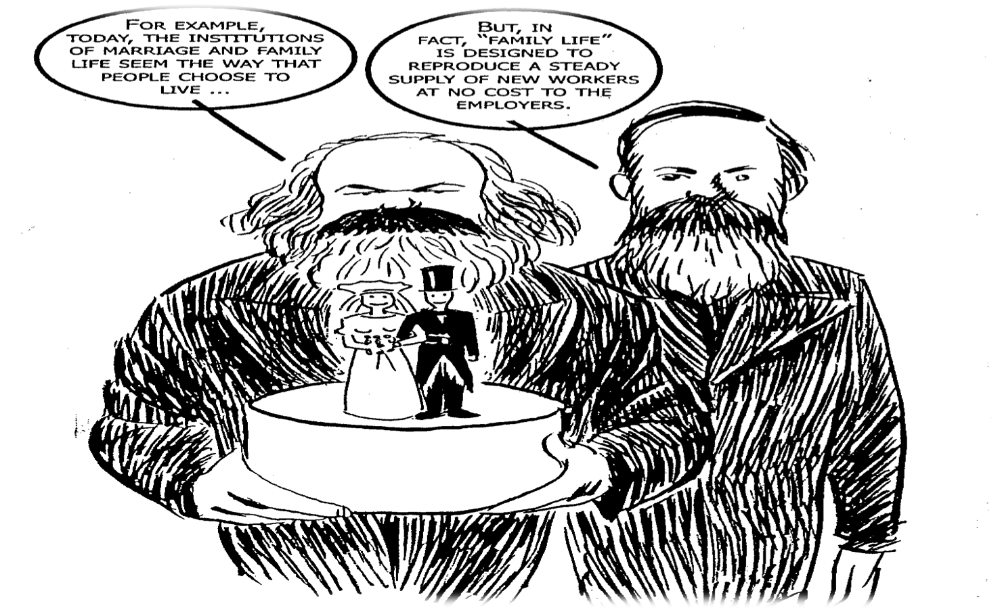 FOR EXAMPLE,
TODAY, THE INSTITUTIONS
OF MARRIAGE AND FAMILY
LIFE SEEM THE WAY THAT
PEOPLE CHOOSE TO
LIVE ...
BUT, IN
FACT, “FAMILY LIFE”
IS DESIGNED TO
REPRODUCE A STEADY
SUPPLY OF NEW WORKERS
AT NO COST TO THE
EMPLOYERS.